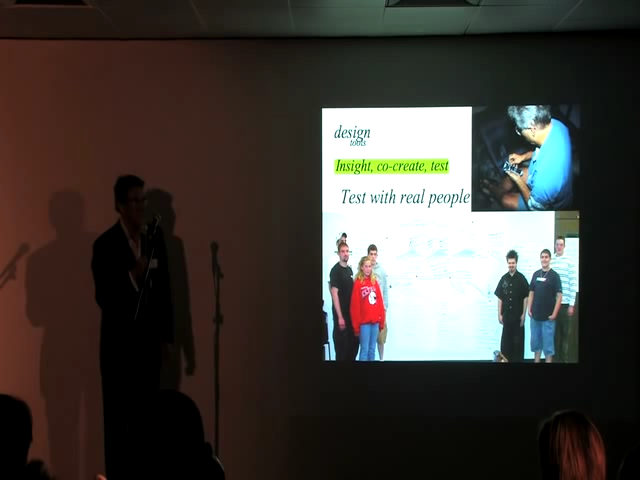 design
tools
Insight, co-create, test
Test with real people